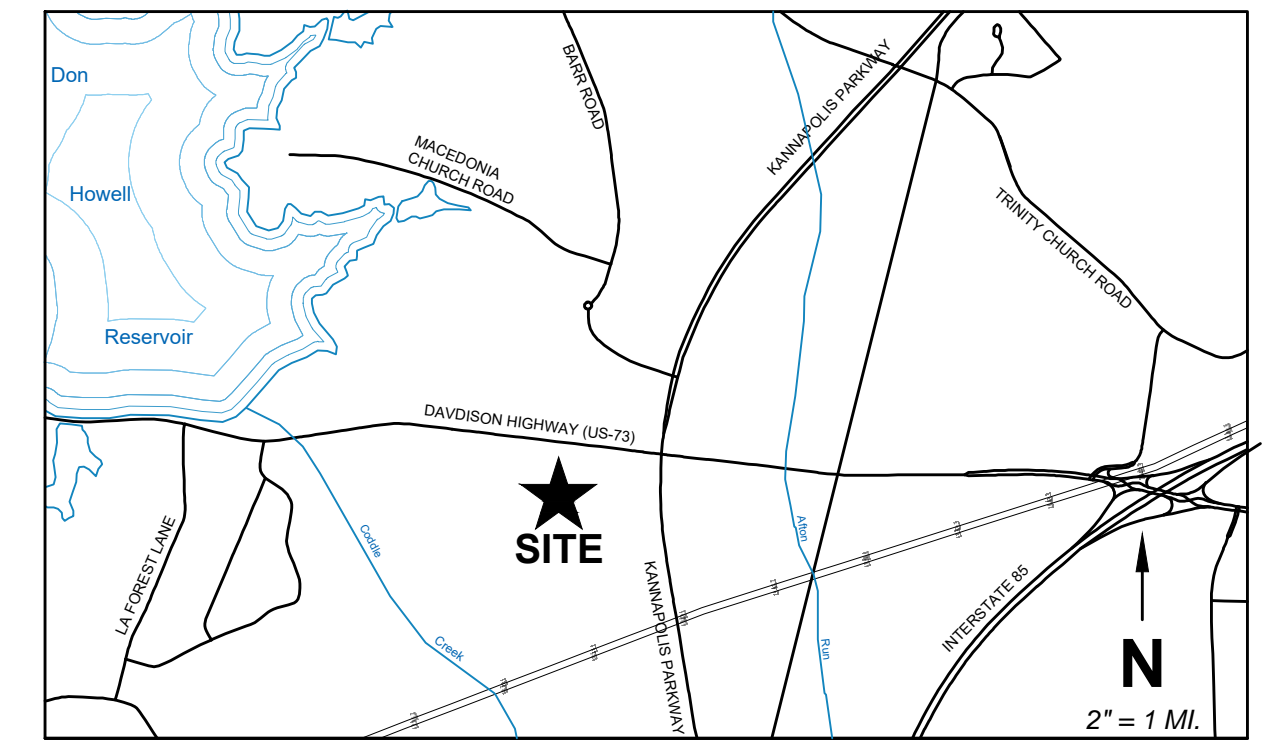 Don
Howell
Reservoir
BARR ROAD
MACEDONIA
CHURCH ROAD
KANNAPOLIS PARKWAY
TRINITY CHURCH ROAD
DAVDISON HIGHWAY (US-73)
SITE
LA FOREST LANE
Coddle
Creek
KANNAPOLIS PARKWAY
Afton
Run
INTERSTATE 85
N
2" = 1 MI.